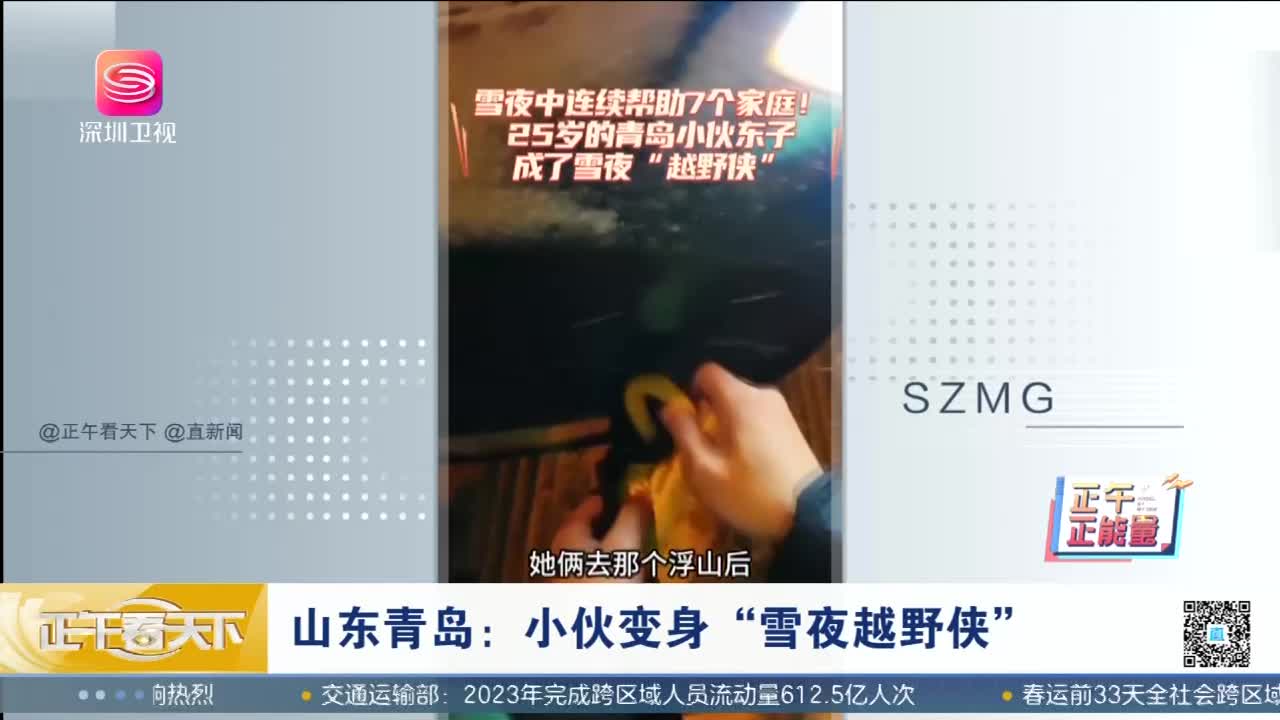 深圳卫视
雪夜中连续帮助7个家庭！
25岁的青岛小伙东子
成了雪夜“越野侠”
SZMG
@正午看天下 @直新闻
正午
正能量
她俩去那个浮山后
正午看天下
山东青岛：小伙变身“雪夜越野侠”
响热烈
交通运输部：2023年完成跨区域人员流动量612.5亿人次
春运前33天全社会跨区域